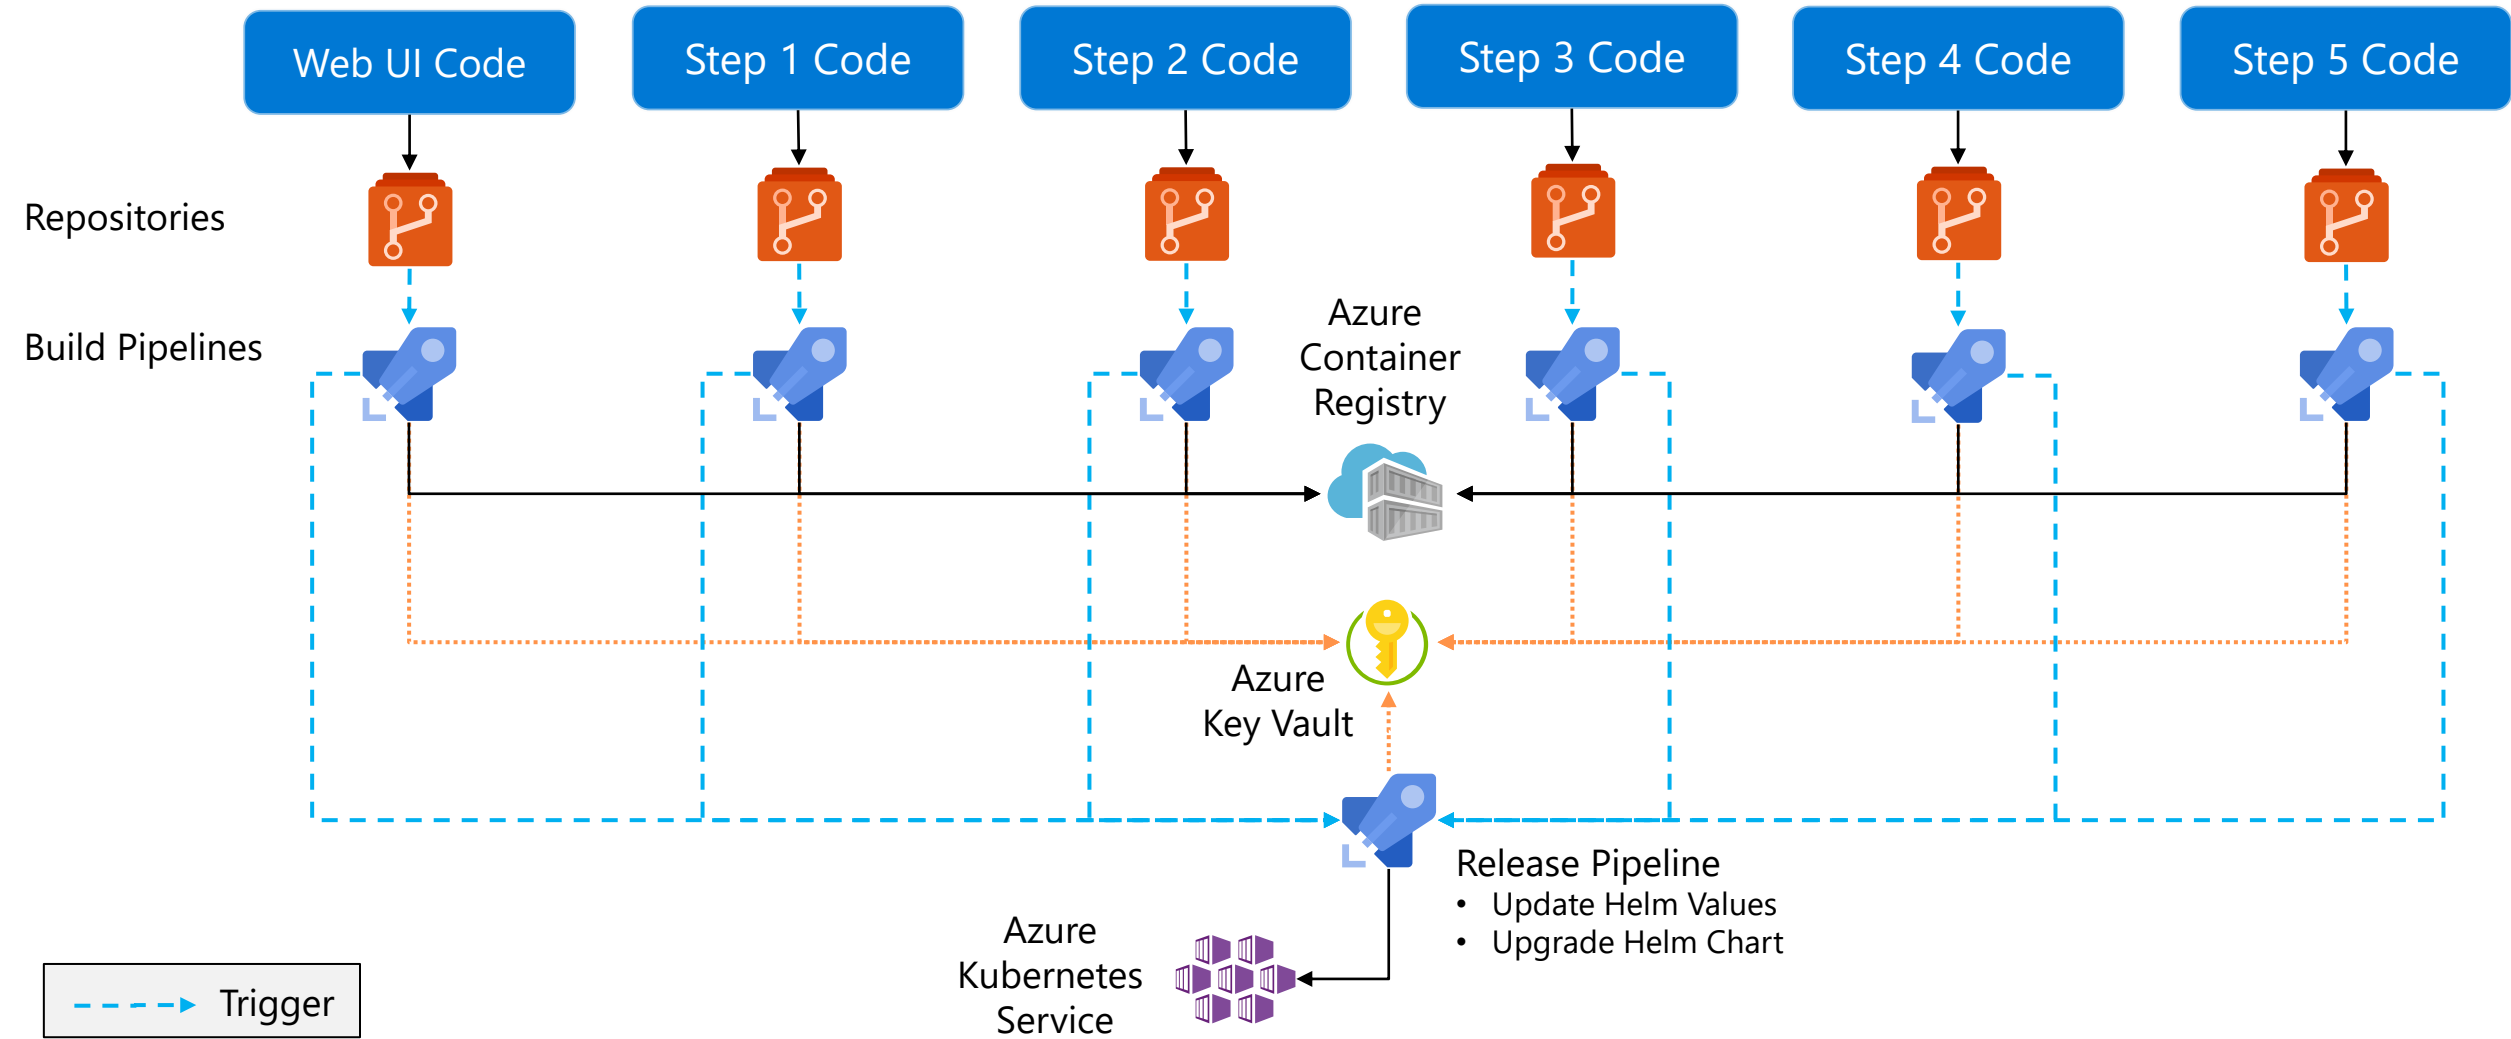 Web UI Code
Step 1 Code
Step 2 Code
Step 3 Code
Step 4 Code
Step 5 Code
Repositories
Build Pipelines
Azure
Container
Registry
Azure
Key Vault
Release Pipeline
• Update Helm Values
• Upgrade Helm Chart
Azure
Kubernetes
Service
Trigger